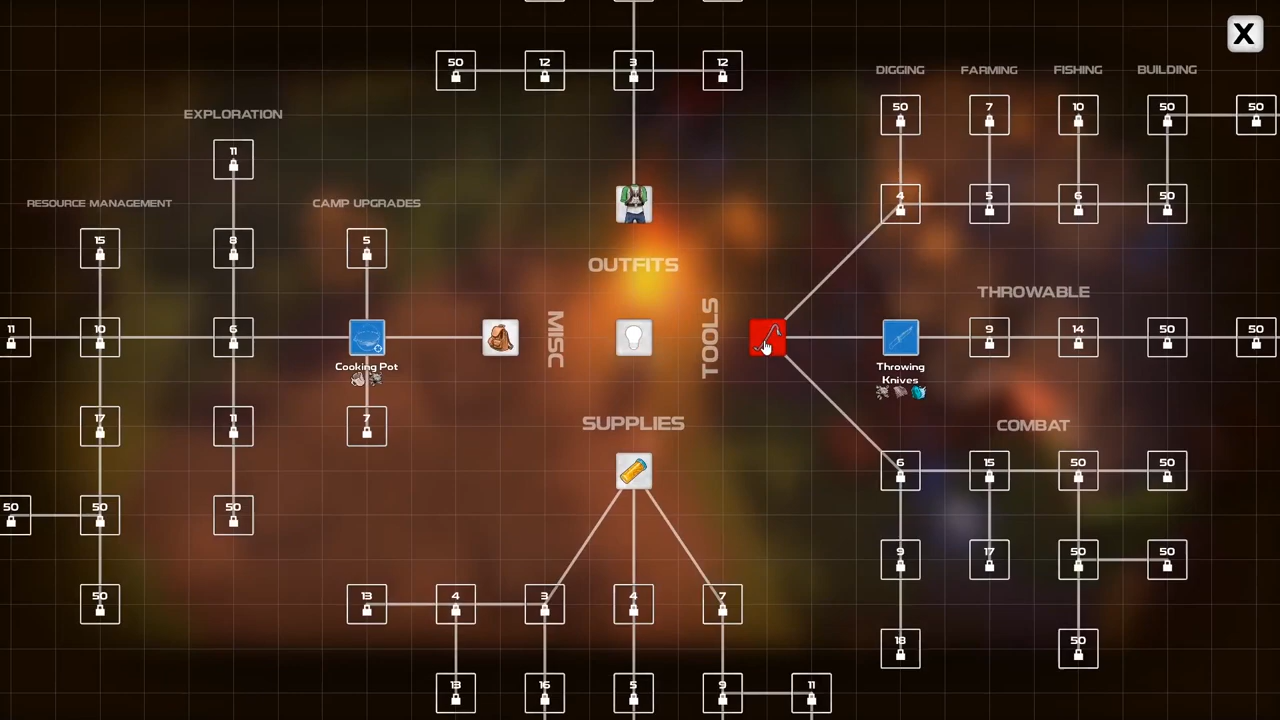 X
50 12 3 12
DIGGING FARMING FISHING BUILDING
EXPLORATION
50 7 10 50 50
11
RESOURCE MANAGEMENT CAMP UPGRADES
4 5 6 50
15 8 5
OUTFITS
THROWABLE
MISC
TOOLS
11 10 6
9 14 50 50
Cooking Pot
Throwing
Knives
SUPPLIES
COMBAT
17 11 7
6 15 50 50
50 50 50
9 17 50 50
50 13 4 3 4 7
18 50
13 16 5 9 11